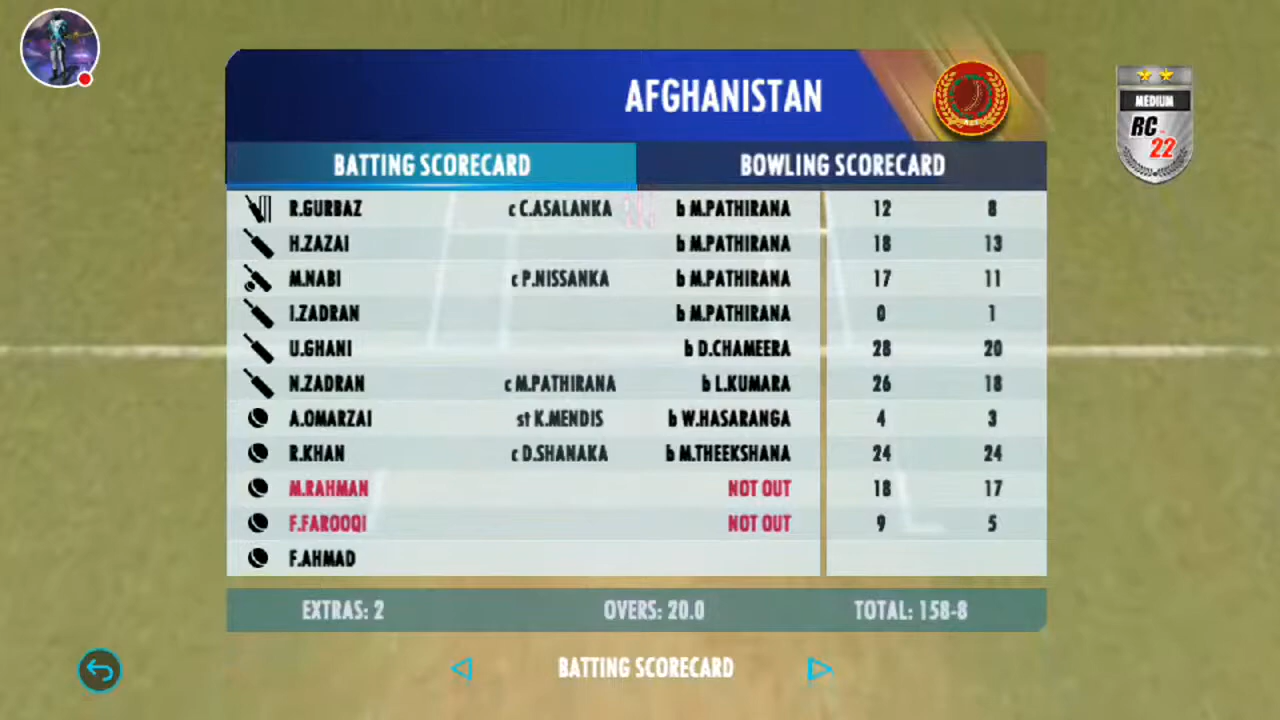 AFGHANISTAN
MEDIUM
RC
22
BATTING SCORECARD BOWLING SCORECARD
R.GURBAZ c C.ASALANKA b M.PATHIRANA 12 8
H.ZAZAI b M.PATHIRANA 18 13
M.NABI c P.NISSANKA b M.PATHIRANA 17 11
I.ZADRAN b M.PATHIRANA 0 1
U.GHANI b D.CHAMEERA 28 20
N.ZADRAN c M.PATHIRANA b L.KUMARA 26 18
A.OMARZAI st K.MENDIS b W.HASARANGA 4 3
R.KHAN c D.SHANAKA b M.THEEKSHANA 24 24
M.RAHMAN NOT OUT 18 17
F.FAROOQI NOT OUT 9 5
F.AHMAD
EXTRAS: 2 OVERS: 20.0 TOTAL: 158-8
BATTING SCORECARD